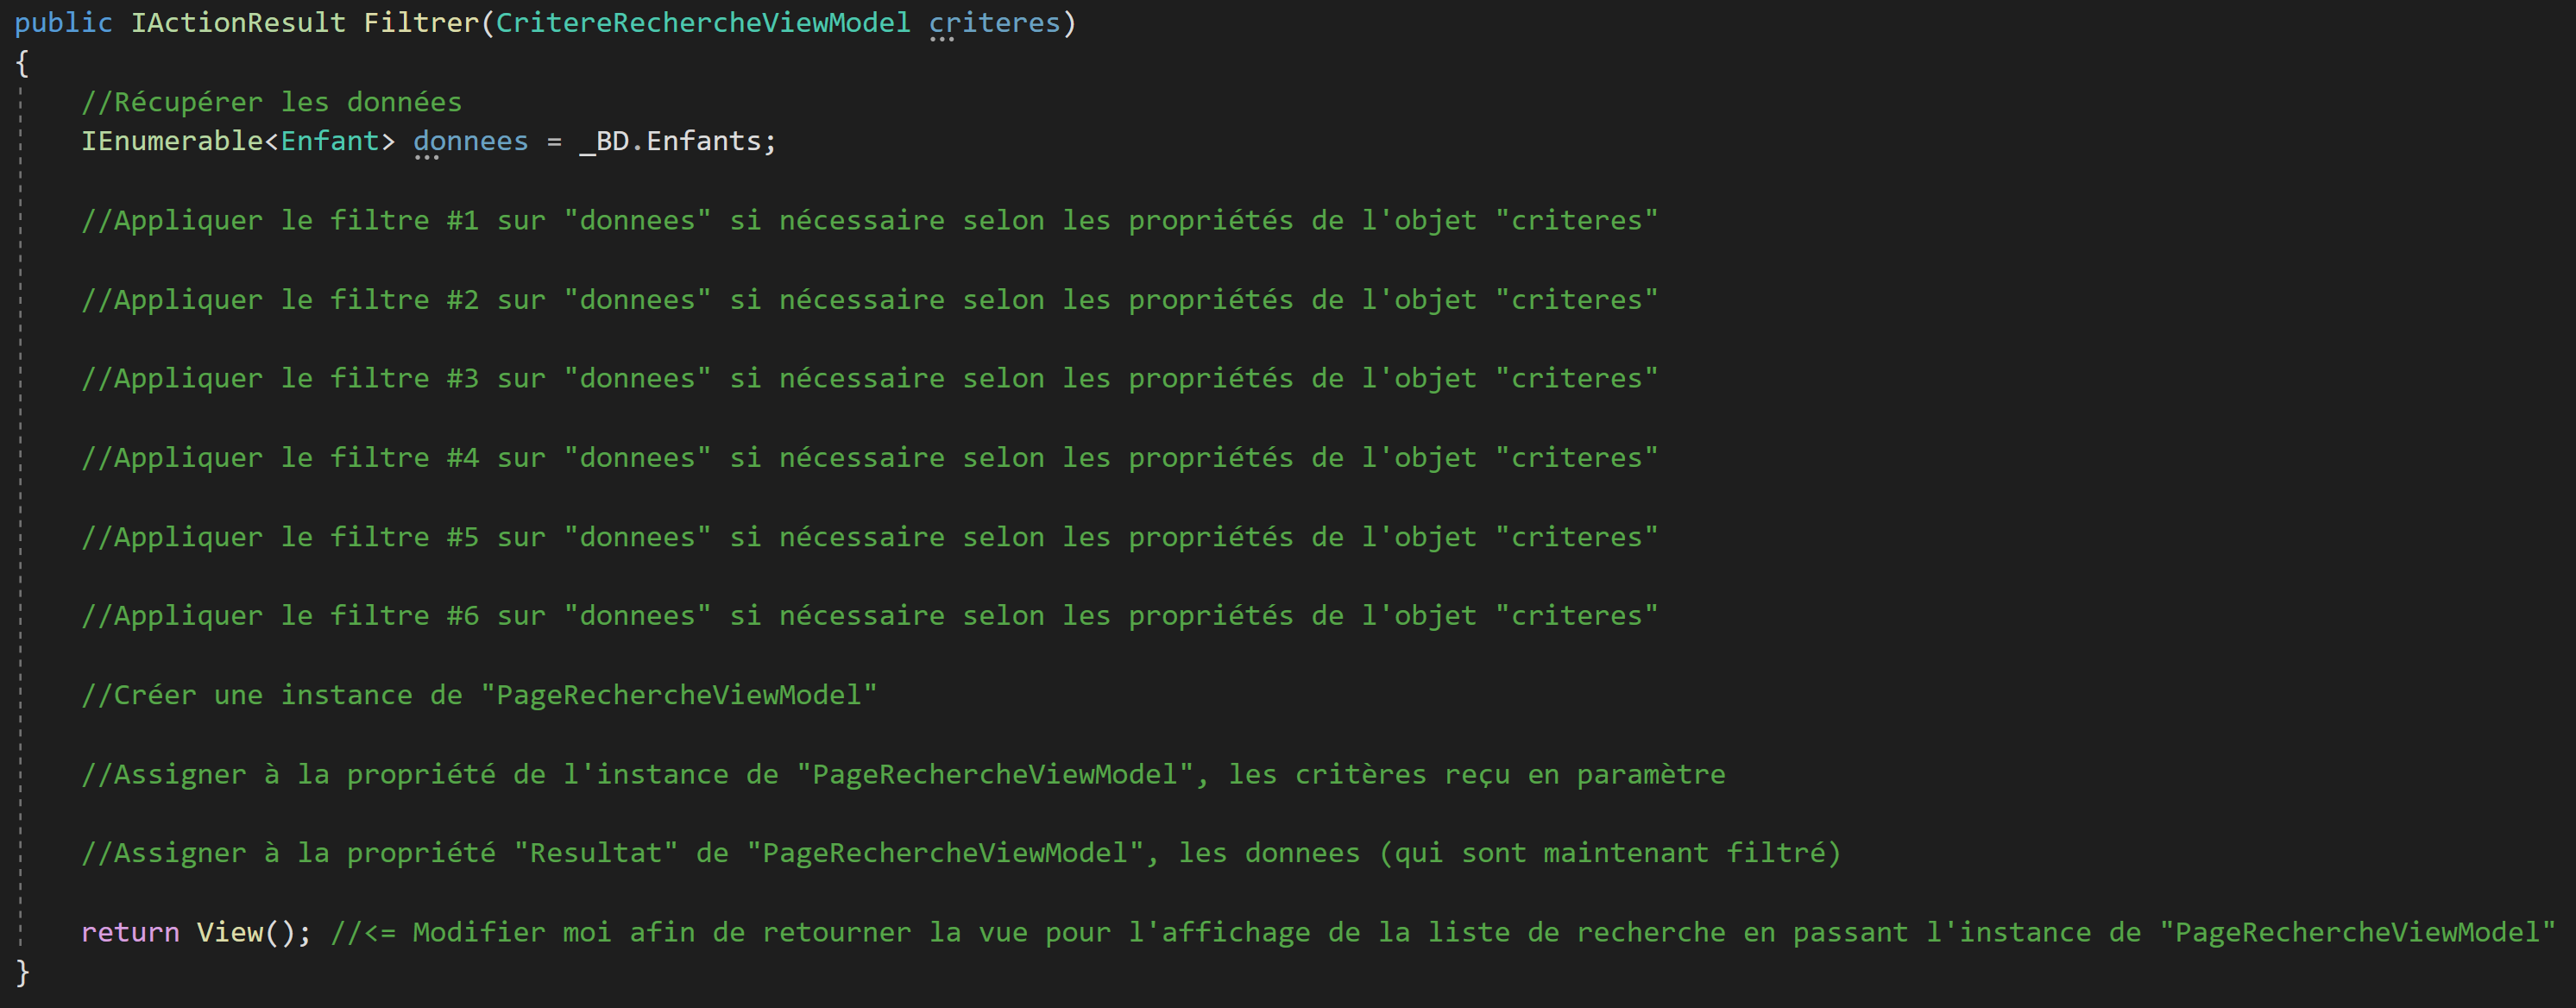 public IActionResult Filtrer(CritereRechercheViewModel criteres)
{
//Récupérer les données
IEnumerable<Enfant> donnees = _BD.Enfants;
//Appliquer le filtre #1 sur "donnees" si nécessaire selon les propriétés de l'objet "criteres"
//Appliquer le filtre #2 sur "donnees" si nécessaire selon les propriétés de l'objet "criteres"
//Appliquer le filtre #3 sur "donnees" si nécessaire selon les propriétés de l'objet "criteres"
//Appliquer le filtre #4 sur "donnees" si nécessaire selon les propriétés de l'objet "criteres"
//Appliquer le filtre #5 sur "donnees" si nécessaire selon les propriétés de l'objet "criteres"
//Appliquer le filtre #6 sur "donnees" si nécessaire selon les propriétés de l'objet "criteres"
//Créer une instance de "PageRechercheViewModel"
//Assigner à la propriété de l'instance de "PageRechercheViewModel", les critères reçu en paramètre
//Assigner à la propriété "Resultat" de "PageRechercheViewModel", les donnees (qui sont maintenant filtré)
return View(); //<= Modifier moi afin de retourner la vue pour l'affichage de la liste de recherche en passant l'instance de "PageRechercheViewModel"
}